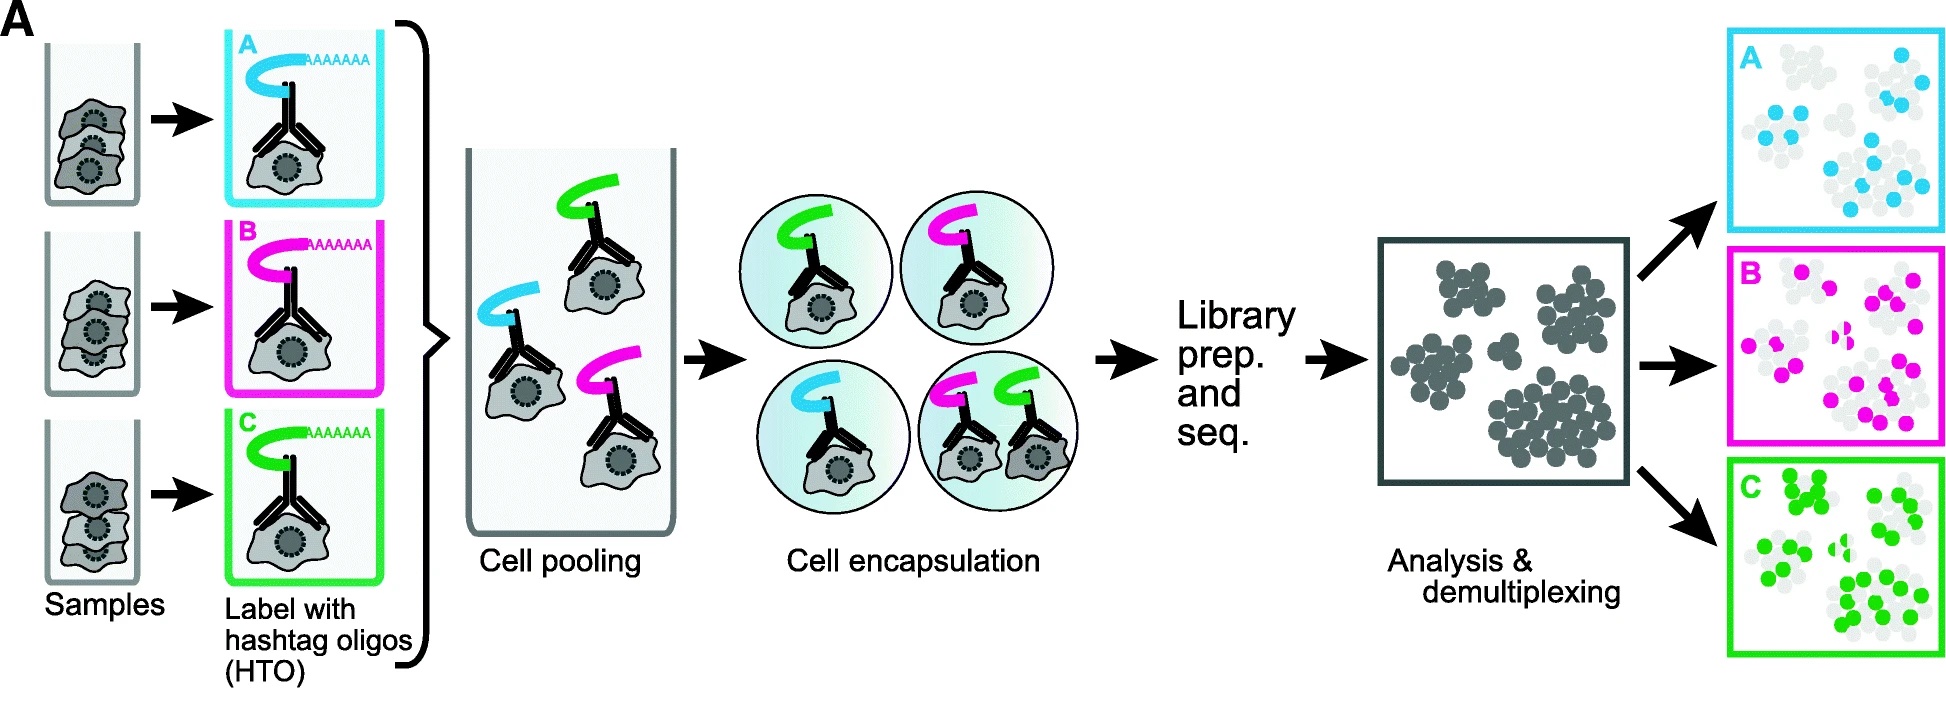 A
A
AAAAAAA
B
AAAAAAA
C
AAAAAAA
Samples
Label with
hashtag oligos
(HTO)
Cell pooling
Cell encapsulation
Library
prep.
and
seq.
Analysis &
demultiplexing
A
B
C